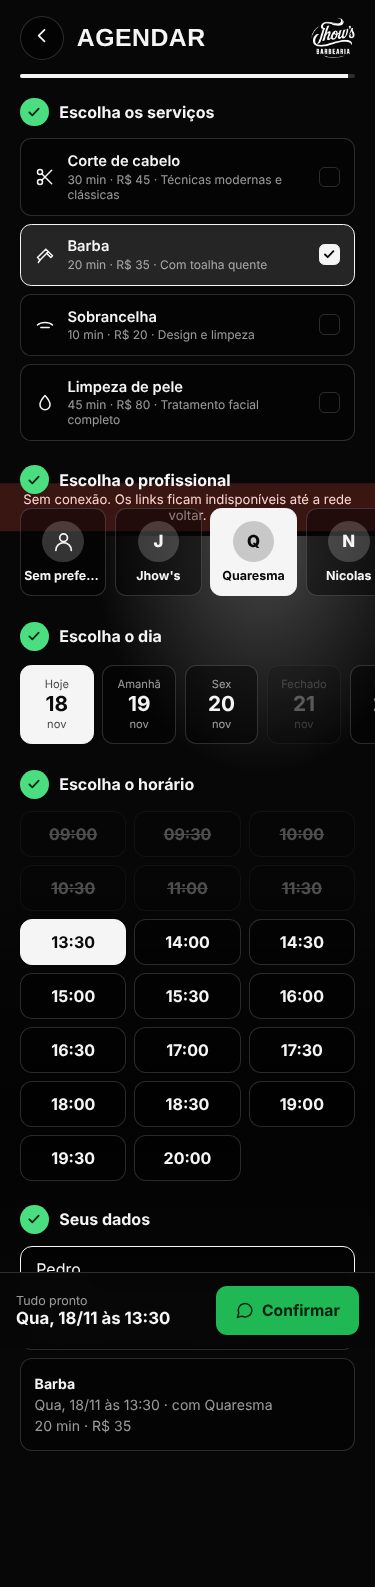 AGENDAR
Jhow's
BARBEARIA
Escolha os serviços
Corte de cabelo
30 min · R$ 45 · Técnicas modernas e
clássicas
Barba
20 min · R$ 35 · Com toalha quente
Sobrancelha
10 min · R$ 20 · Design e limpeza
Limpeza de pele
45 min · R$ 80 · Tratamento facial
completo
Escolha o profissional
Sem conexão. Os links ficam indisponíveis até a rede
voltar.
J
Q
N
Sem prefe...
Jhow's
Quaresma
Nicolas
Escolha o dia
Hoje
Amanhã
Sex
Fechado
18
19
20
21
nov
nov
nov
nov
Escolha o horário
09:00
09:30
10:00
10:30
11:00
11:30
13:30
14:00
14:30
15:00
15:30
16:00
16:30
17:00
17:30
18:00
18:30
19:00
19:30
20:00
Seus dados
Pedro
Tudo pronto
Qua, 18/11 às 13:30
Confirmar
Barba
Qua, 18/11 às 13:30 · com Quaresma
20 min · R$ 35